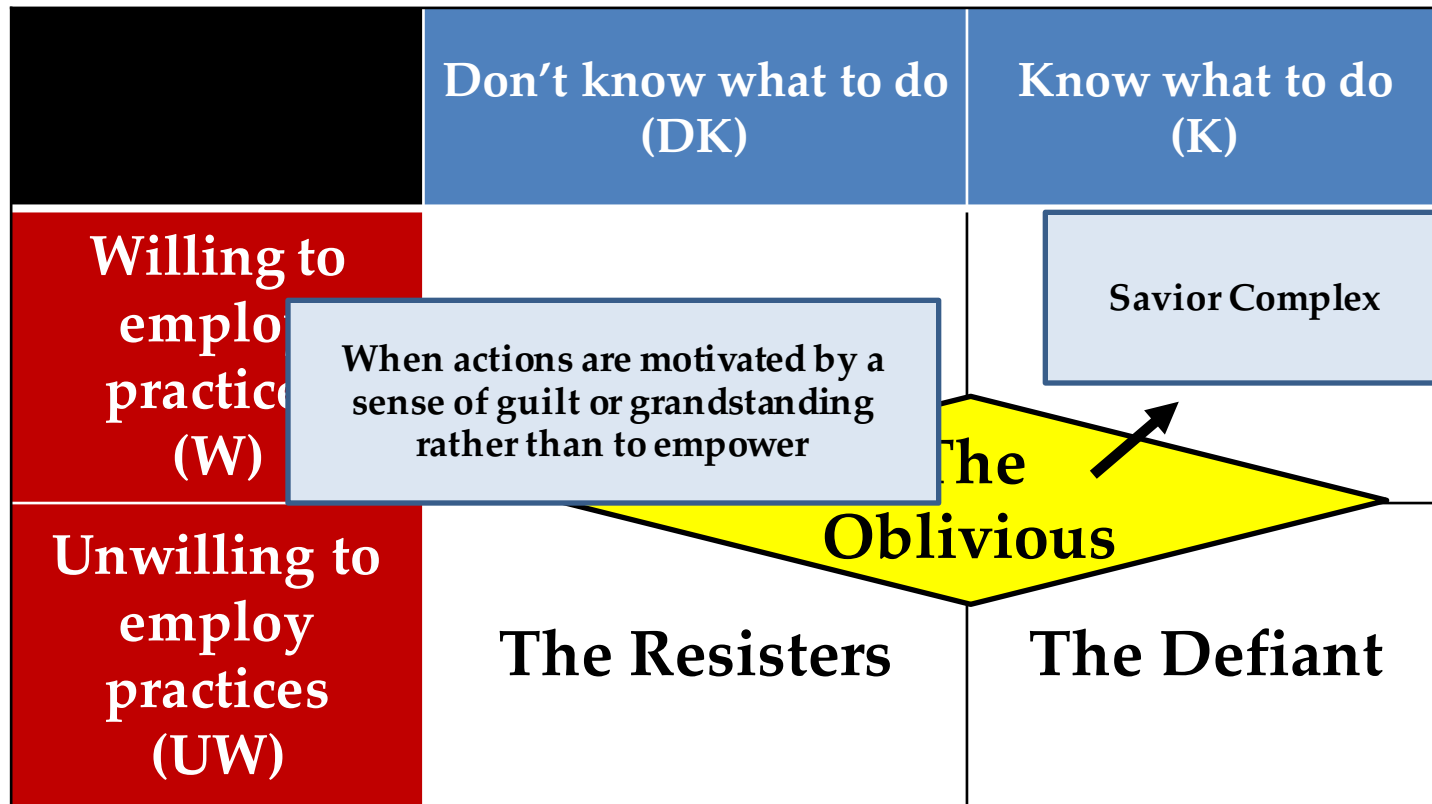 Don't know what to do
(DK)
Know what to do
(K)
Willing to
employ
practices
(W)
Savior Complex
When actions are motivated by a
sense of guilt or grandstanding
rather than to empower
The
Oblivious
Unwilling to
employ
practices
(UW)
The Resisters
The Defiant